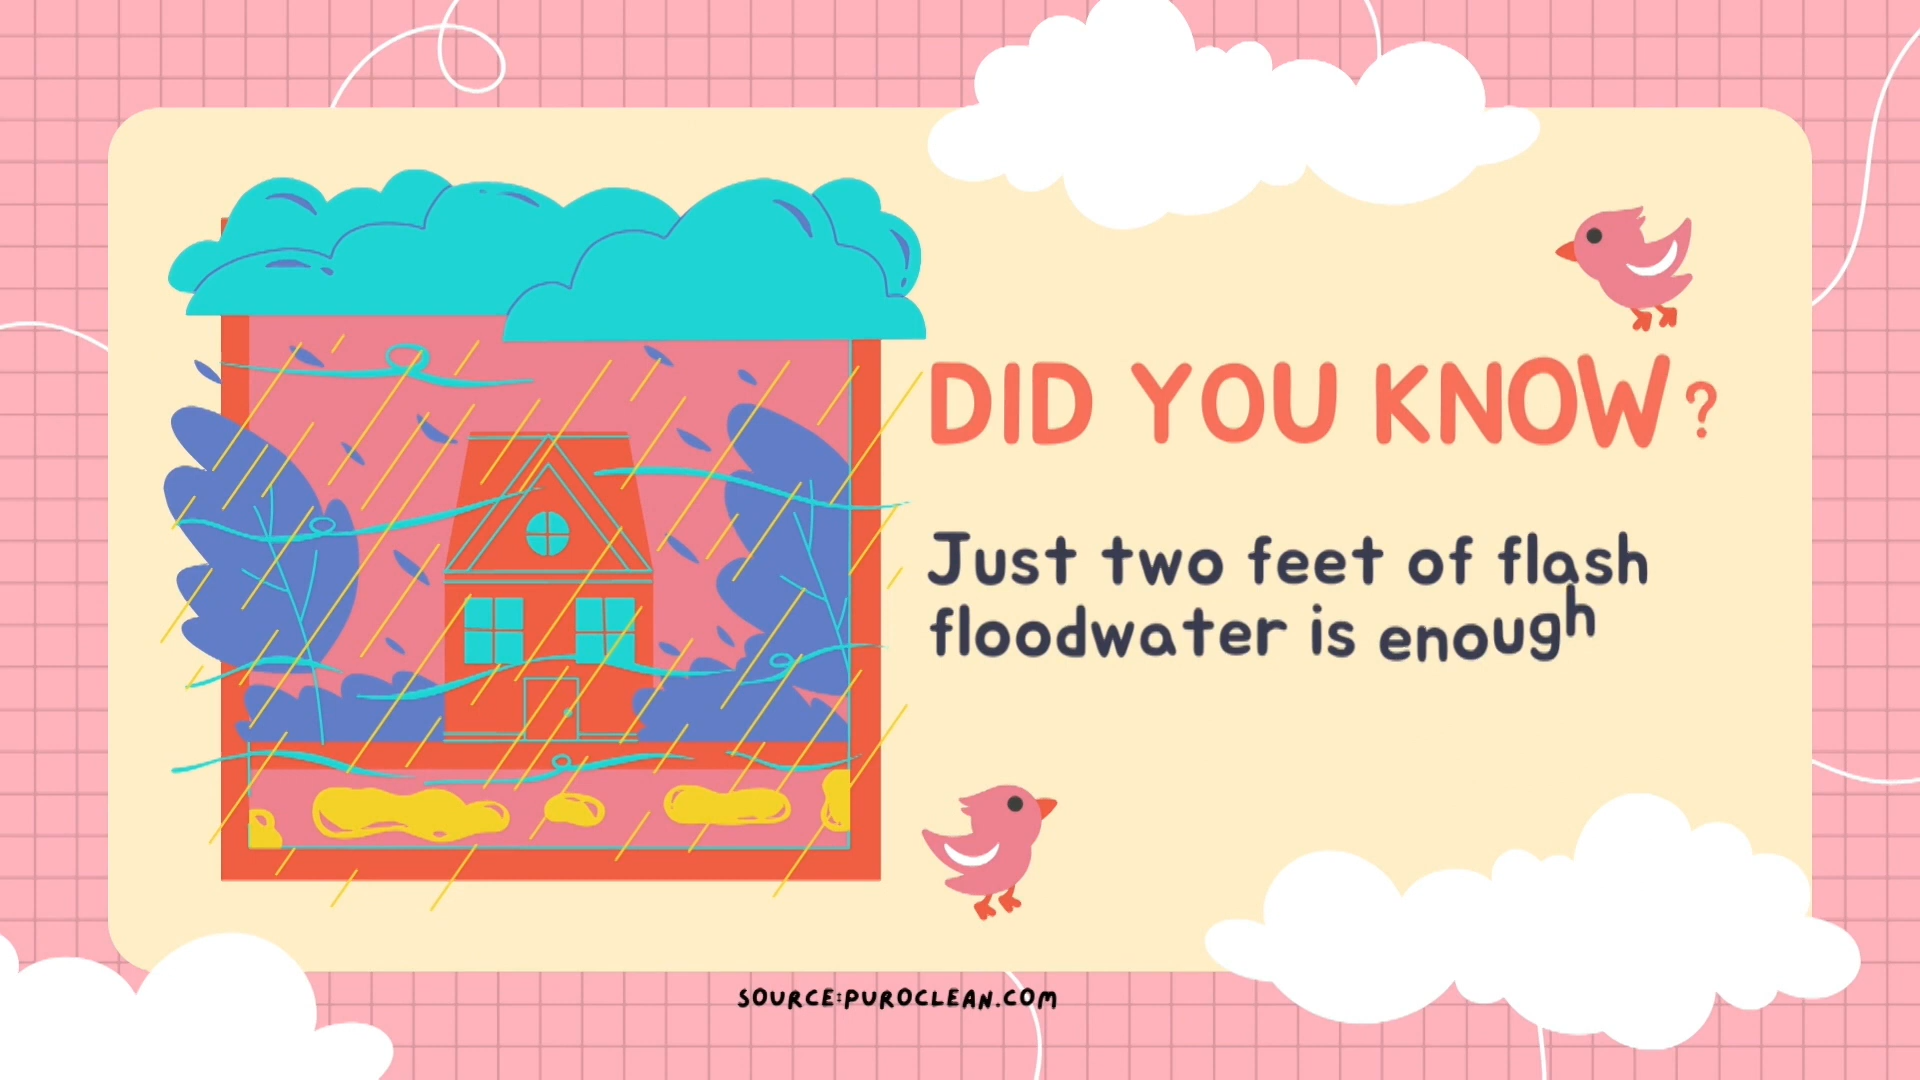 DID YOU KNOW?
Just two feet of flash
floodwater is enough
SOURCE:PUROCLEAN.COM